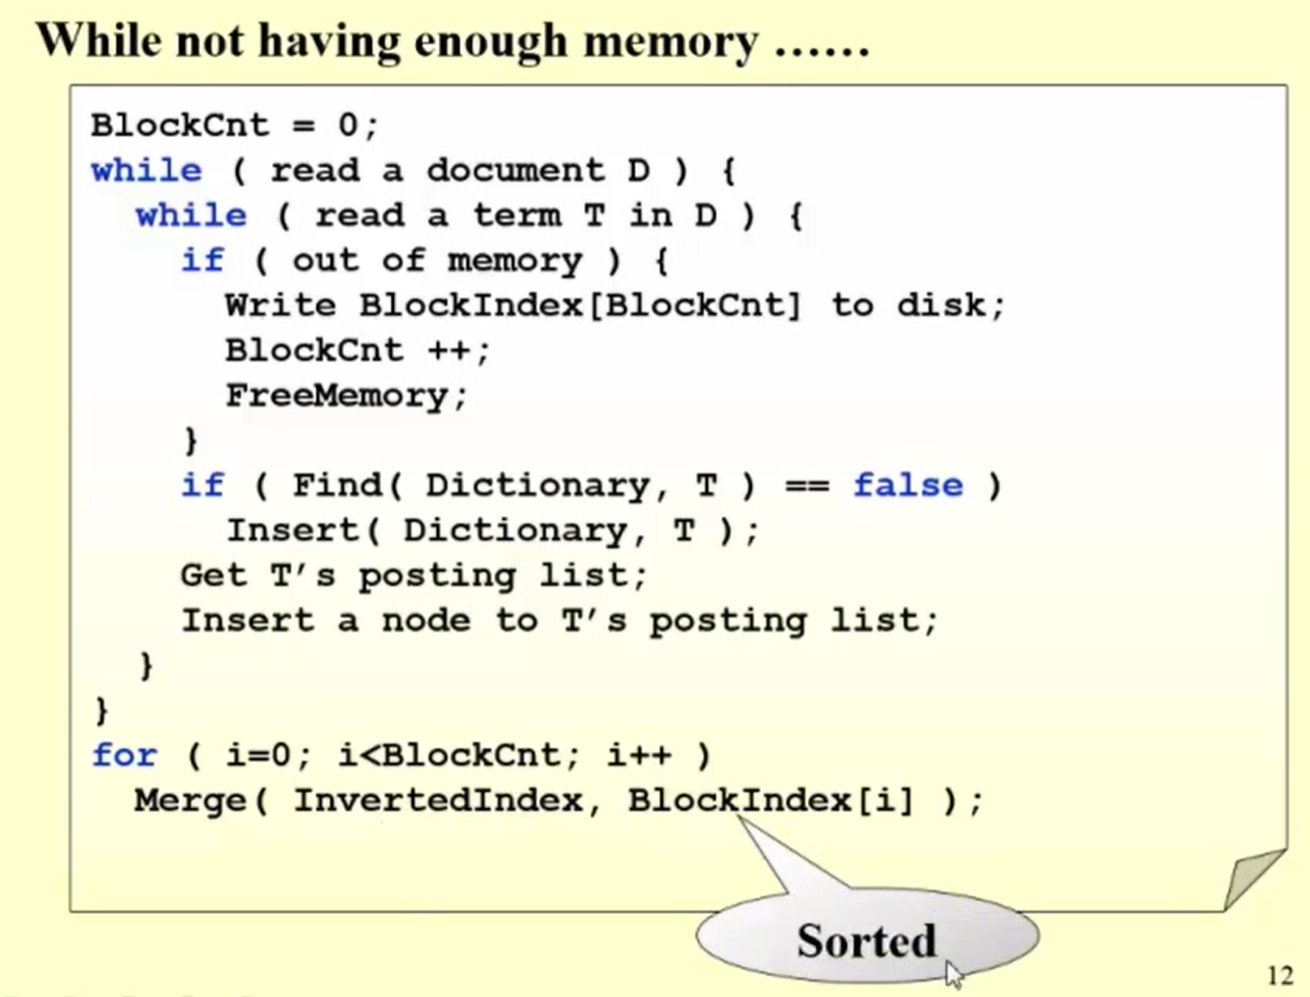 While not having enough memory ……
BlockCnt = 0;
while ( read a document D ) {
while ( read a term T in D ) {
if ( out of memory ) {
Write BlockIndex[BlockCnt] to disk;
BlockCnt ++;
FreeMemory;
}
if ( Find( Dictionary, T ) == false )
Insert( Dictionary, T );
Get T's posting list;
Insert a node to T's posting list;
}
}
for ( i=0; i<BlockCnt; i++ )
Merge( InvertedIndex, BlockIndex[i] );
Sorted
12